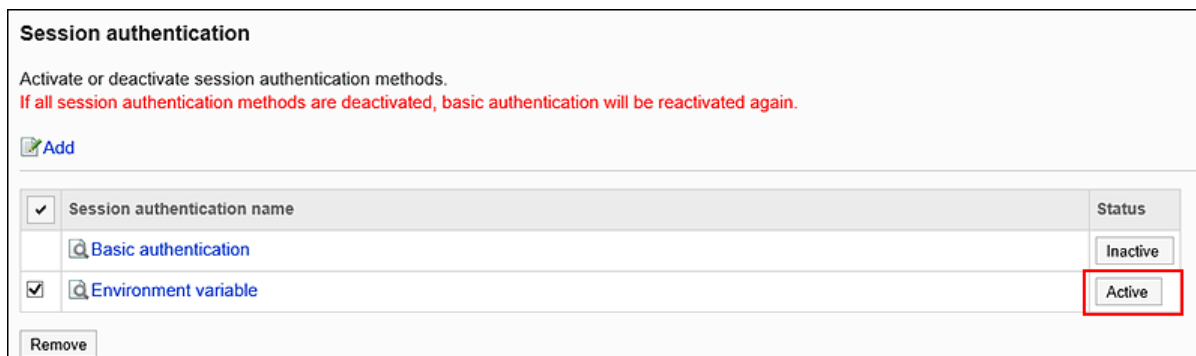 Session authentication
Activate or deactivate session authentication methods.
If all session authentication methods are deactivated, basic authentication will be reactivated again.
Add
Session authentication name Status
Basic authentication Inactive
Environment variable Active
Remove